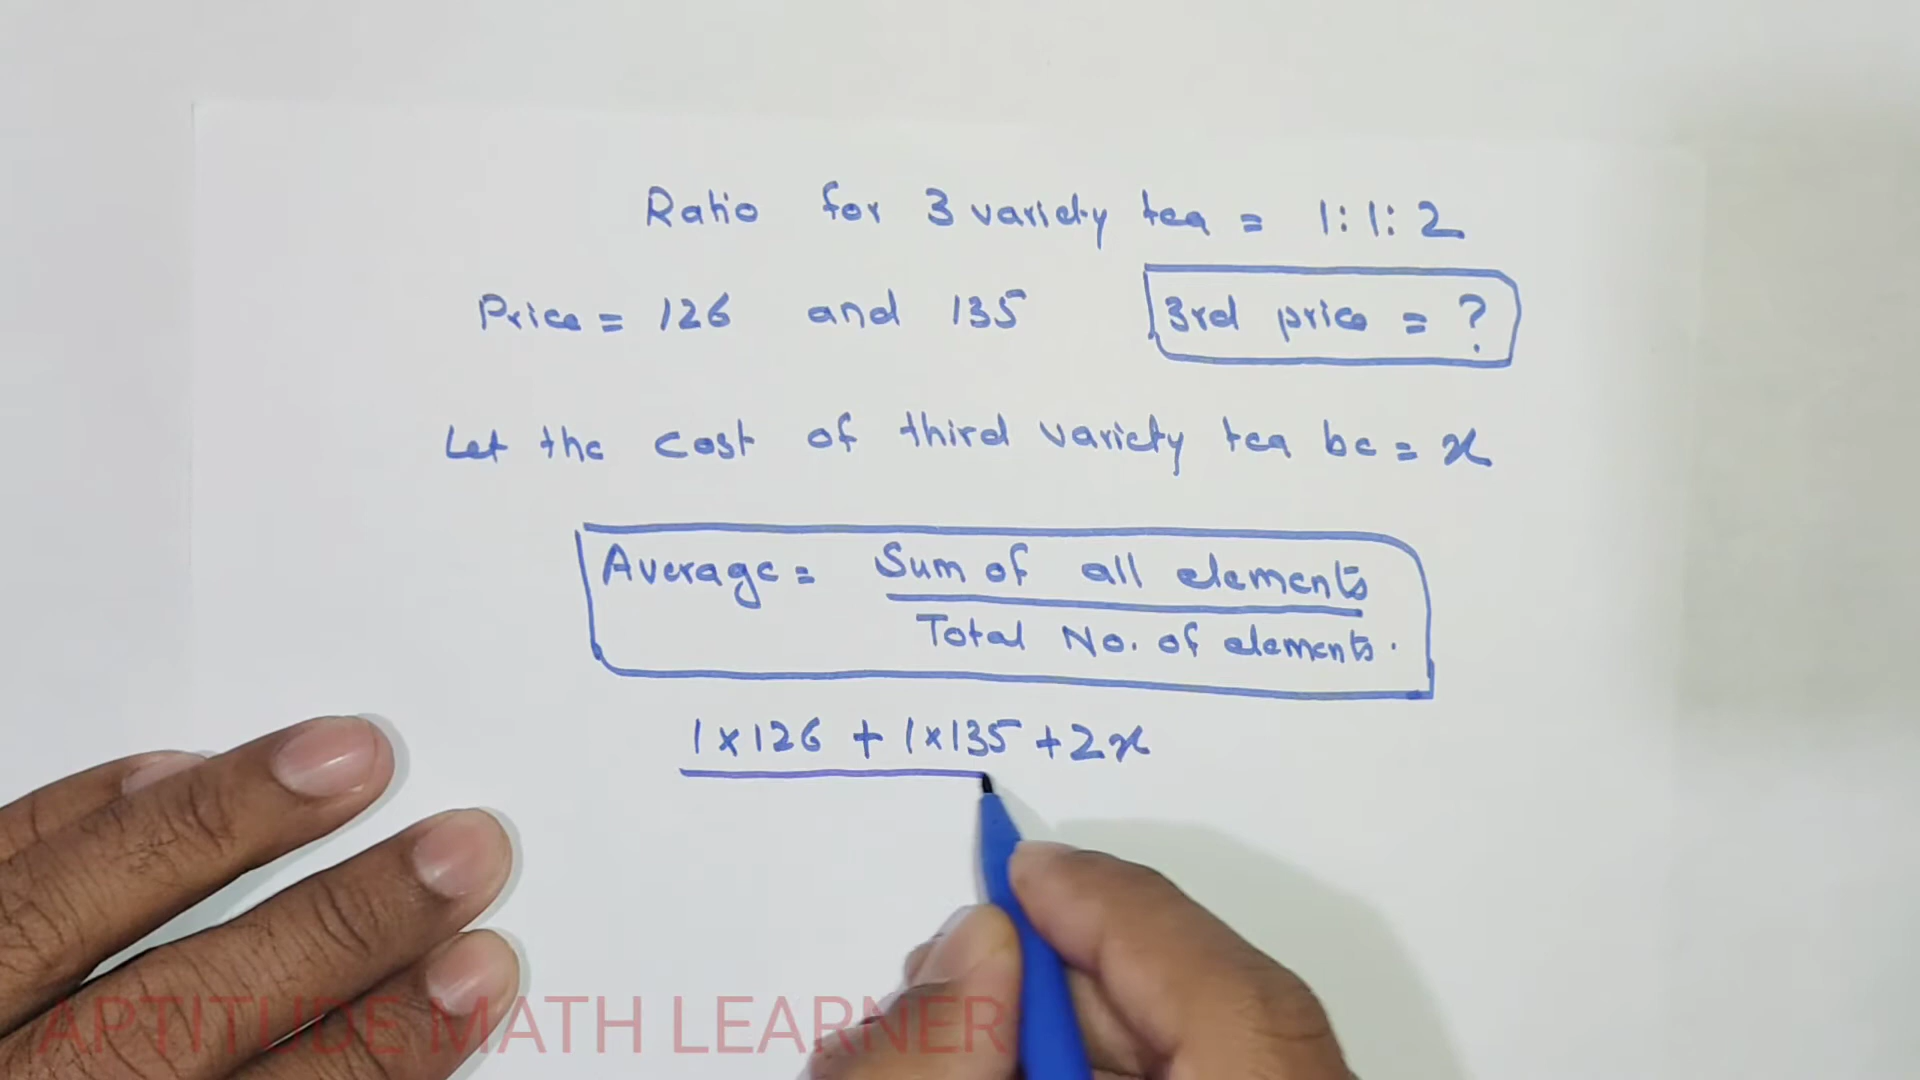 Ratio for 3 variety tea = 1:1:2
Price = 126 and 135 3rd price = ?
Let the cost of third variety tea be = x
Average = Sum of all elements
Total No. of elements.
1×126 + 1×135 +2x
APTITUDE MATH LEARNER